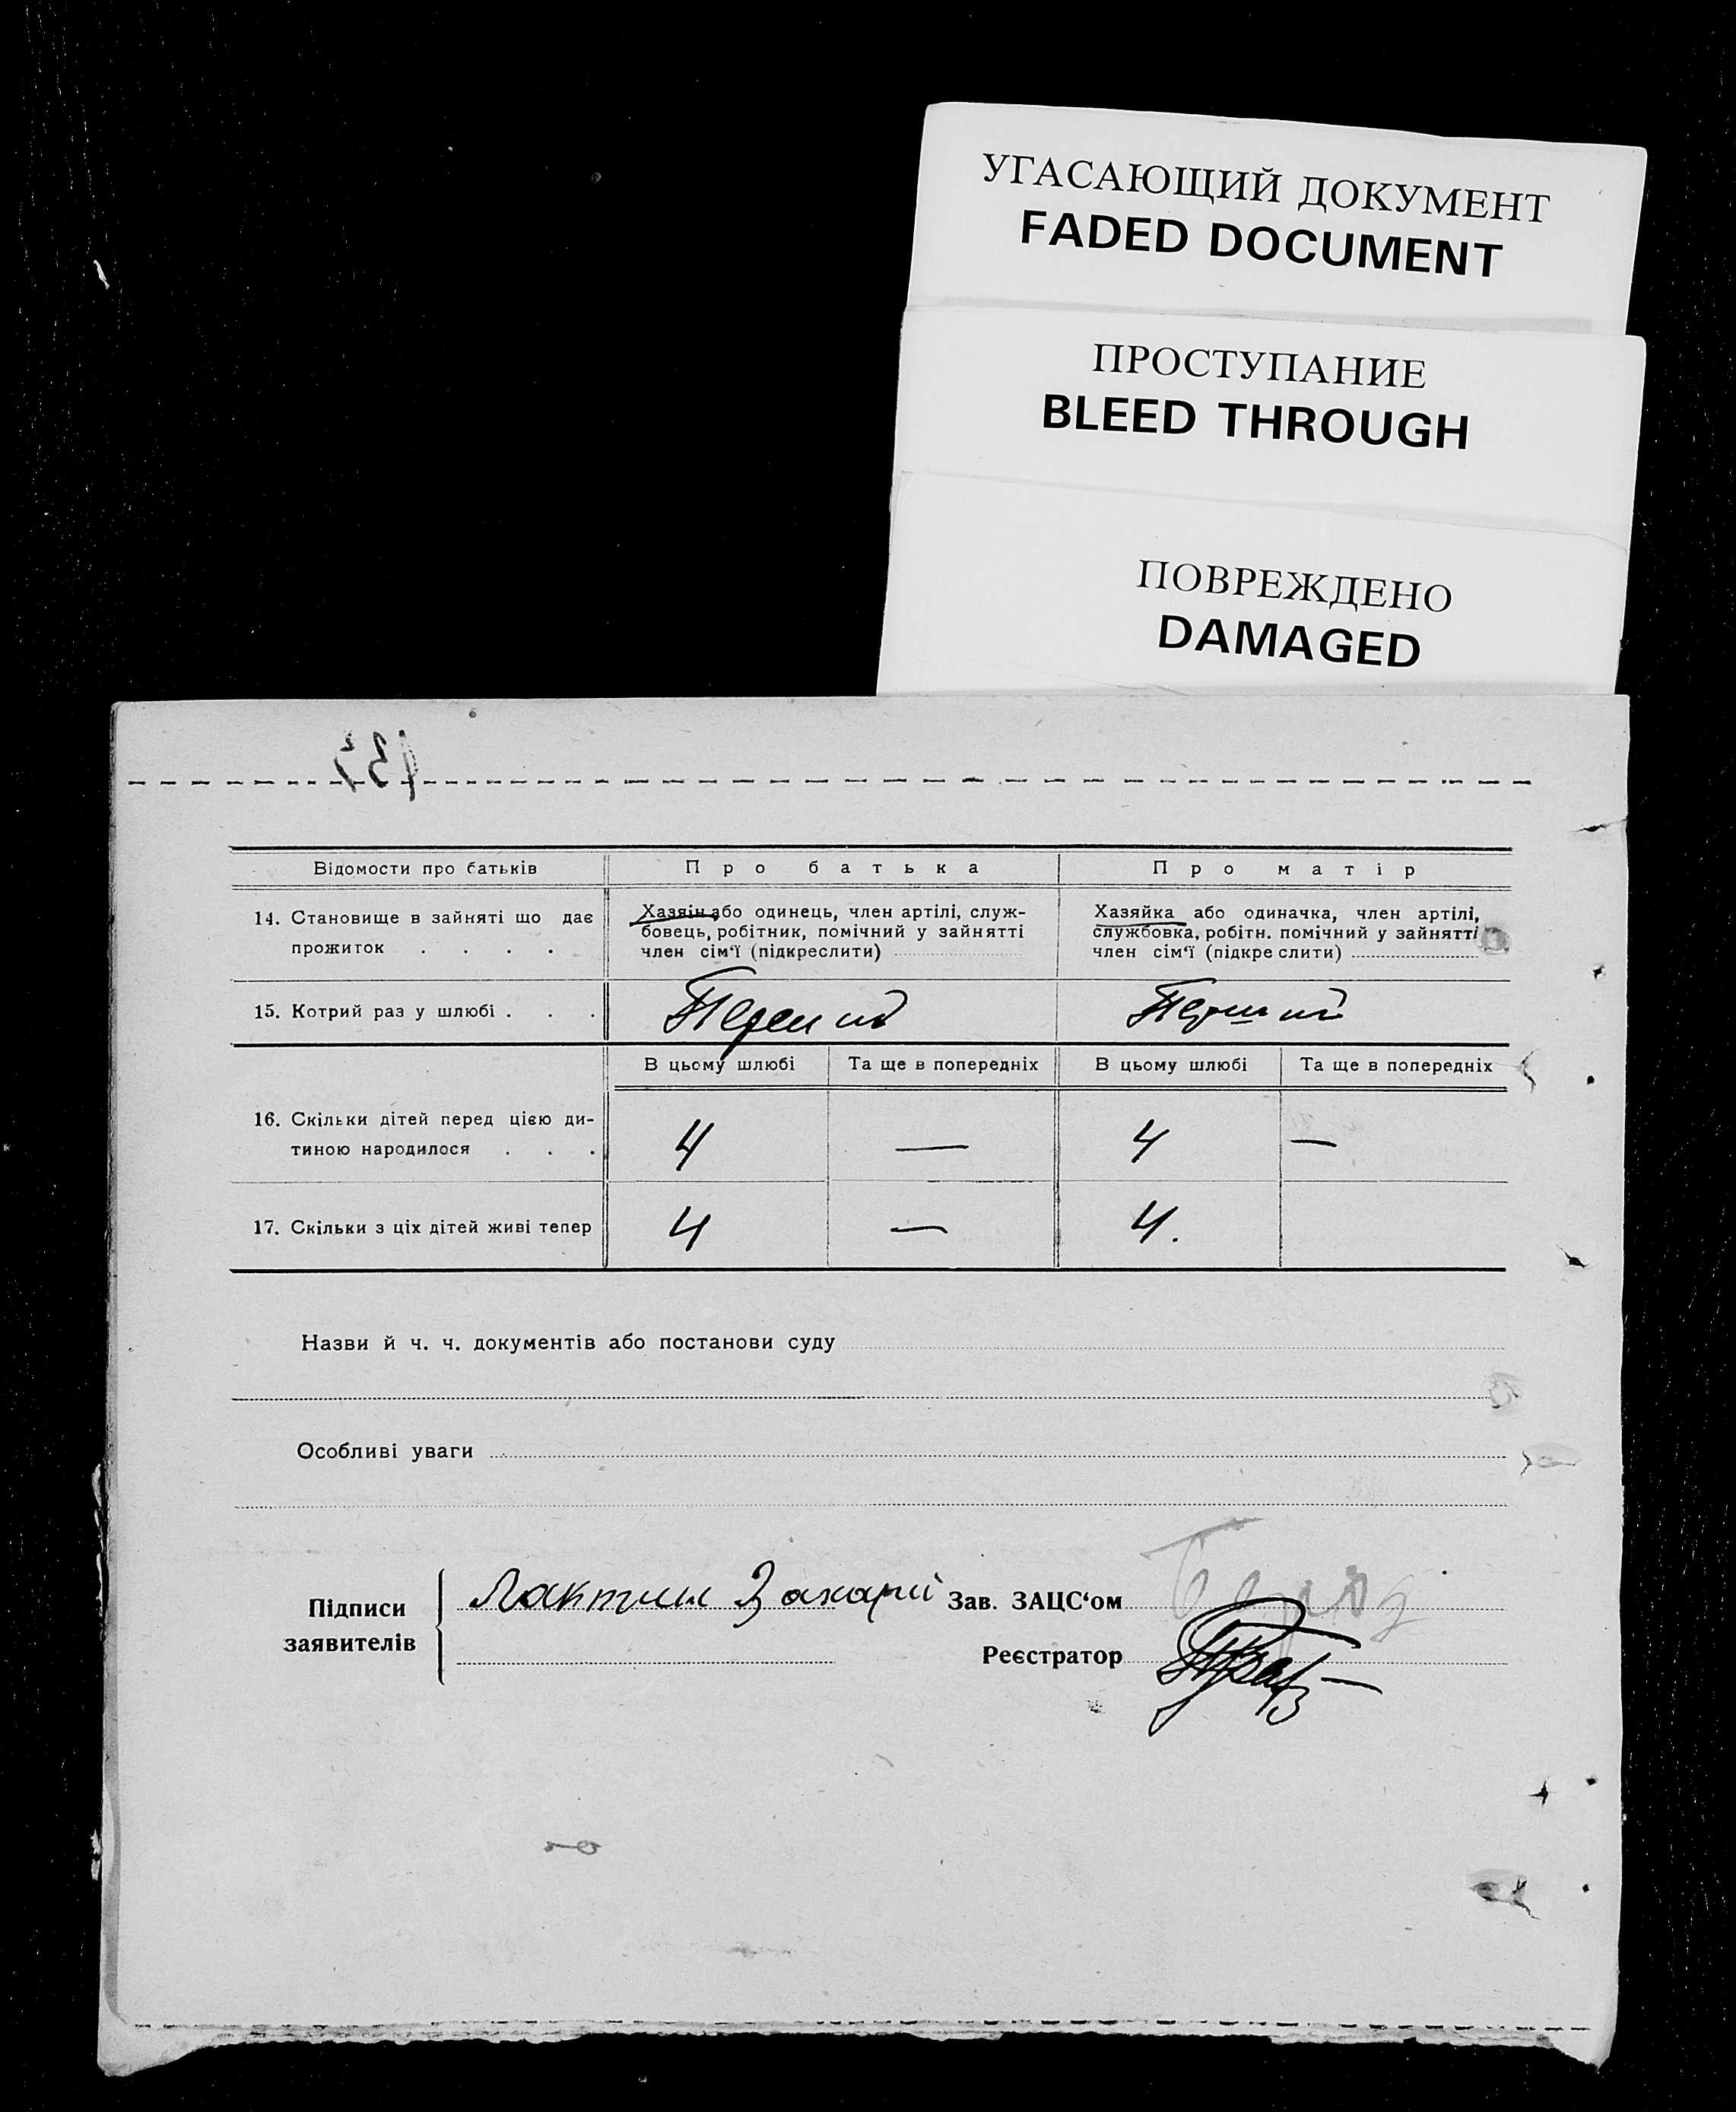 УГАСАЮЩИЙ ДОКУМЕНТ
FADED DOCUMENT
ПРОСТУПАНИЕ
BLEED THROUGH
ПОВРЕЖДЕНО
DAMAGED
Відомости про батьків
Про батька
Про матір
14. Становище в зайняті що дає
прожиток . . . .
Хазяін або одинець, член артілі, служ-
бовець, робітник, помічний у зайнятті
член сім‘ї (підкреслити)
Хазяйка або одиначка, член артілі,
службовка, робітн. помічний у зайнятті
член сім‘ї (підкреслити)
15. Котрий раз у шлюбі . . .
Перший
Перший
В цьому шлюбі
Та ще в попередніх
В цьому шлюбі
Та ще в попередніх
16. Скільки дітей перед цією ди-
тиною народилося . . .
4
—
4
—
17. Скільки з ціх дітей живі тепер
4
—
4.
Назви й ч. ч. документів або постанови суду
Особливі уваги
Підписи
заявителів
Захарий
Зав. ЗАЦС‘ом
Реєстратор